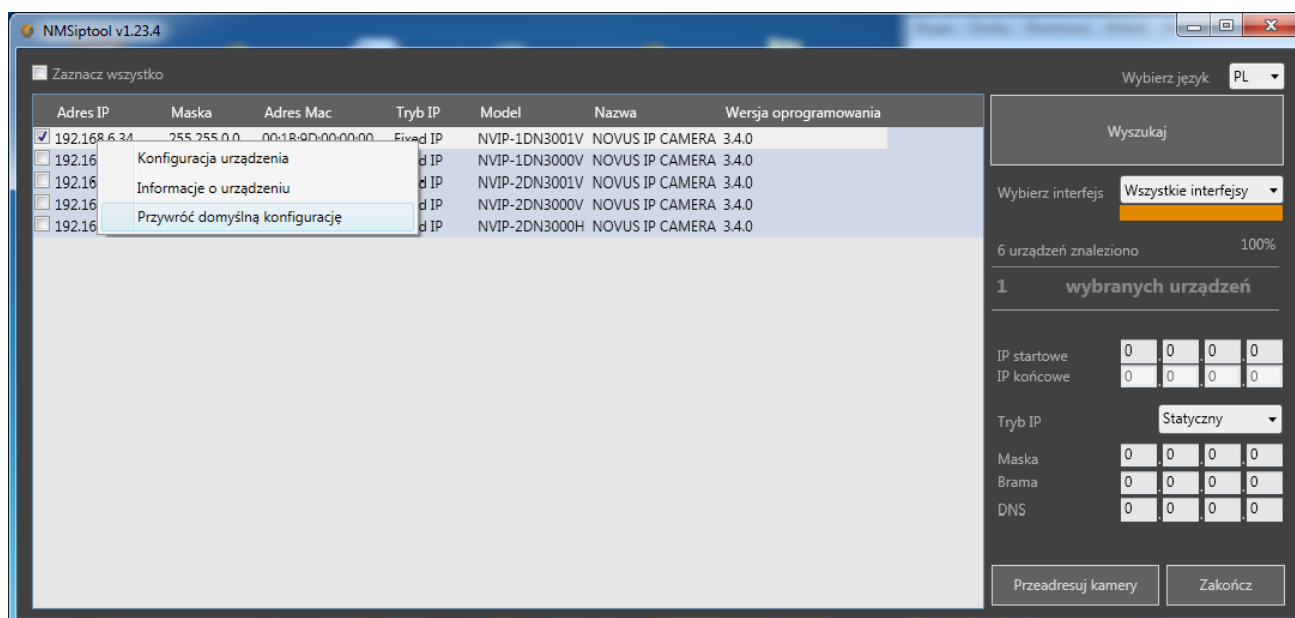 NMSiptool v1.23.4
Zaznacz wszystko
Wybierz język PL
Adres IP Maska Adres Mac Tryb IP Model Nazwa Wersja oprogramowania
192.168.6.34 255.255.0.0 00:1B:9D:00:00:00 Fixed IP NVIP-1DN3001V NOVUS IP CAMERA 3.4.0
192.16 d IP NVIP-1DN3000V NOVUS IP CAMERA 3.4.0
192.16 d IP NVIP-2DN3001V NOVUS IP CAMERA 3.4.0
192.16 d IP NVIP-2DN3000V NOVUS IP CAMERA 3.4.0
192.16 d IP NVIP-2DN3000H NOVUS IP CAMERA 3.4.0
Konfiguracja urządzenia
Informacje o urządzeniu
Przywróć domyślną konfigurację
Wyszukaj
Wybierz interfejs Wszystkie interfejsy
6 urządzeń znaleziono 100%
1 wybranych urządzeń
IP startowe 0 . 0 . 0 . 0
IP końcowe 0 . 0 . 0 . 0
Tryb IP Statyczny
Maska 0 . 0 . 0 . 0
Brama 0 . 0 . 0 . 0
DNS 0 . 0 . 0 . 0
Przeadresuj kamery Zakończ